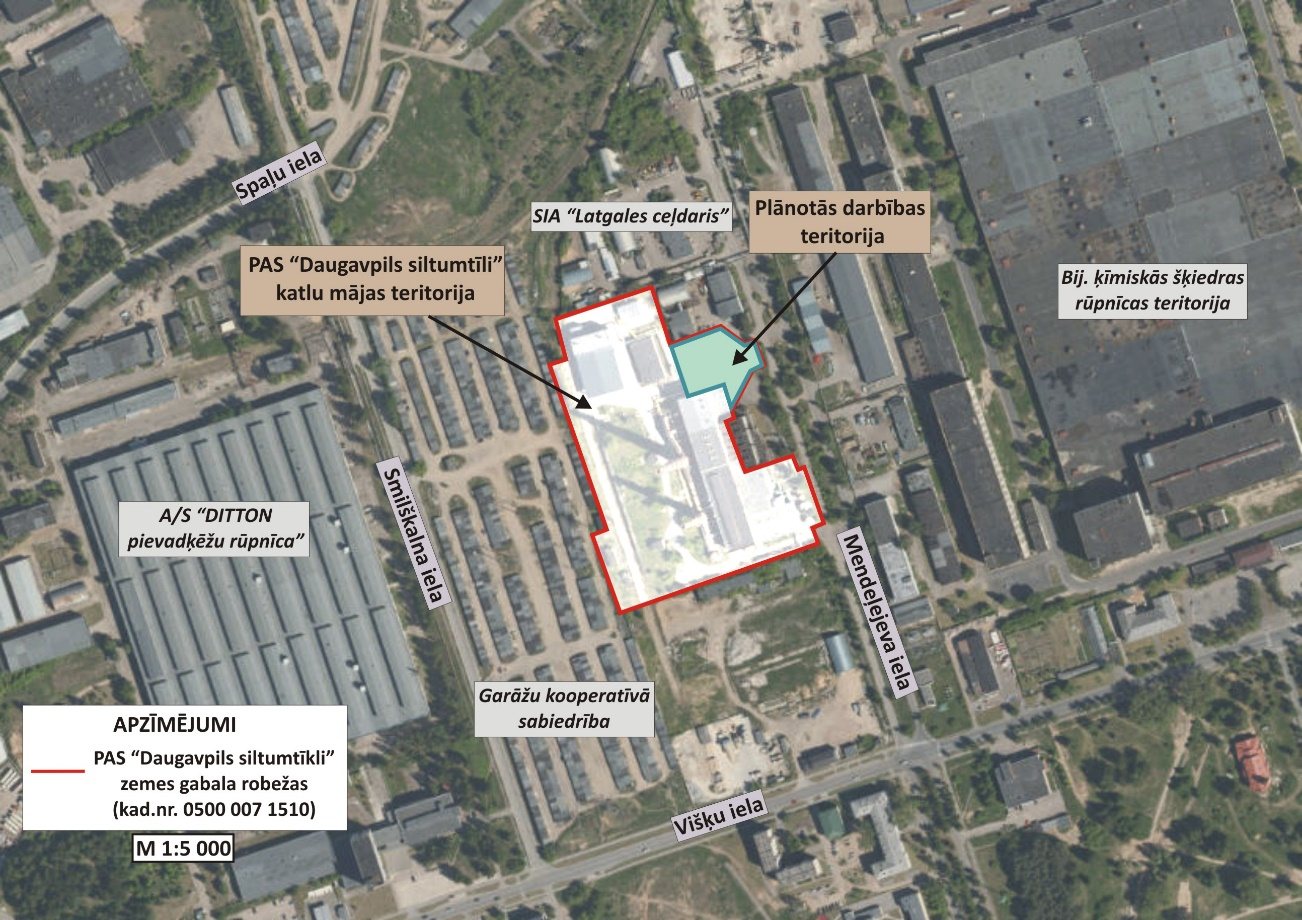 Spaļu iela
SIA “Latgales ceļdaris”
Plānotās darbības
teritorija
PAS “Daugavpils siltumtīli”
katlu mājas teritorija
Bij. ķīmiskās šķiedras
rūpnīcas teritorija
A/S “DITTON
pievadķēžu rūpnīca”
Smilškalna iela
Mendeļejeva iela
Garāžu kooperatīvā
sabiedrība
Višķu iela
APZĪMĒJUMI
PAS “Daugavpils siltumtīkli”
zemes gabala robežas
(kad.nr. 0500 007 1510)
M 1:5 000